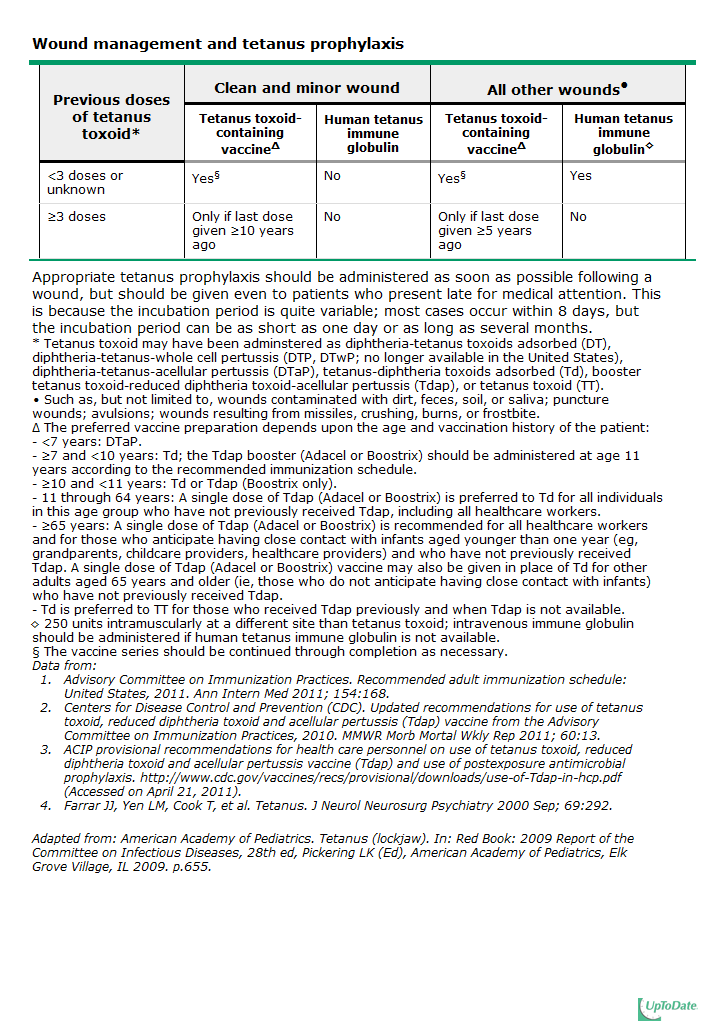 Wound management and tetanus prophylaxis
Previous doses of tetanus toxoid*
Clean and minor wound
All other wounds•
Tetanus toxoid-containing vaccineΔ
Human tetanus immune globulin
Tetanus toxoid-containing vaccineΔ
Human tetanus immune globulin◇
<3 doses or unknown
Yes§
No
Yes§
Yes
≥3 doses
Only if last dose given ≥10 years ago
No
Only if last dose given ≥5 years ago
No
Appropriate tetanus prophylaxis should be administered as soon as possible following a
wound, but should be given even to patients who present late for medical attention. This
is because the incubation period is quite variable; most cases occur within 8 days, but
the incubation period can be as short as one day or as long as several months.
* Tetanus toxoid may have been adminstered as diphtheria-tetanus toxoids adsorbed (DT),
diphtheria-tetanus-whole cell pertussis (DTP, DTwP; no longer available in the United States),
diphtheria-tetanus-acellular pertussis (DTaP), tetanus-diphtheria toxoids adsorbed (Td), booster
tetanus toxoid-reduced diphtheria toxoid-acellular pertussis (Tdap), or tetanus toxoid (TT).
• Such as, but not limited to, wounds contaminated with dirt, feces, soil, or saliva; puncture
wounds; avulsions; wounds resulting from missiles, crushing, burns, or frostbite.
Δ The preferred vaccine preparation depends upon the age and vaccination history of the patient:
- <7 years: DTaP.
- ≥7 and <10 years: Td; the Tdap booster (Adacel or Boostrix) should be administered at age 11
years according to the recommended immunization schedule.
- ≥10 and <11 years: Td or Tdap (Boostrix only).
- 11 through 64 years: A single dose of Tdap (Adacel or Boostrix) is preferred to Td for all individuals
in this age group who have not previously received Tdap, including all healthcare workers.
- ≥65 years: A single dose of Tdap (Adacel or Boostrix) is recommended for all healthcare workers
and for those who anticipate having close contact with infants aged younger than one year (eg,
grandparents, childcare providers, healthcare providers) and who have not previously received
Tdap. A single dose of Tdap (Adacel or Boostrix) vaccine may also be given in place of Td for other
adults aged 65 years and older (ie, those who do not anticipate having close contact with infants)
who have not previously received Tdap.
- Td is preferred to TT for those who received Tdap previously and when Tdap is not available.
◇ 250 units intramuscularly at a different site than tetanus toxoid; intravenous immune globulin
should be administered if human tetanus immune globulin is not available.
§ The vaccine series should be continued through completion as necessary.
Data from:
1. Advisory Committee on Immunization Practices. Recommended adult immunization schedule:
United States, 2011. Ann Intern Med 2011; 154:168.
2. Centers for Disease Control and Prevention (CDC). Updated recommendations for use of tetanus
toxoid, reduced diphtheria toxoid and acellular pertussis (Tdap) vaccine from the Advisory
Committee on Immunization Practices, 2010. MMWR Morb Mortal Wkly Rep 2011; 60:13.
3. ACIP provisional recommendations for health care personnel on use of tetanus toxoid, reduced
diphtheria toxoid and acellular pertussis vaccine (Tdap) and use of postexposure antimicrobial
prophylaxis. http://www.cdc.gov/vaccines/recs/provisional/downloads/use-of-Tdap-in-hcp.pdf
(Accessed on April 21, 2011).
4. Farrar JJ, Yen LM, Cook T, et al. Tetanus. J Neurol Neurosurg Psychiatry 2000 Sep; 69:292.
Adapted from: American Academy of Pediatrics. Tetanus (lockjaw). In: Red Book: 2009 Report of the
Committee on Infectious Diseases, 28th ed, Pickering LK (Ed), American Academy of Pediatrics, Elk
Grove Village, IL 2009. p.655.
UpToDate